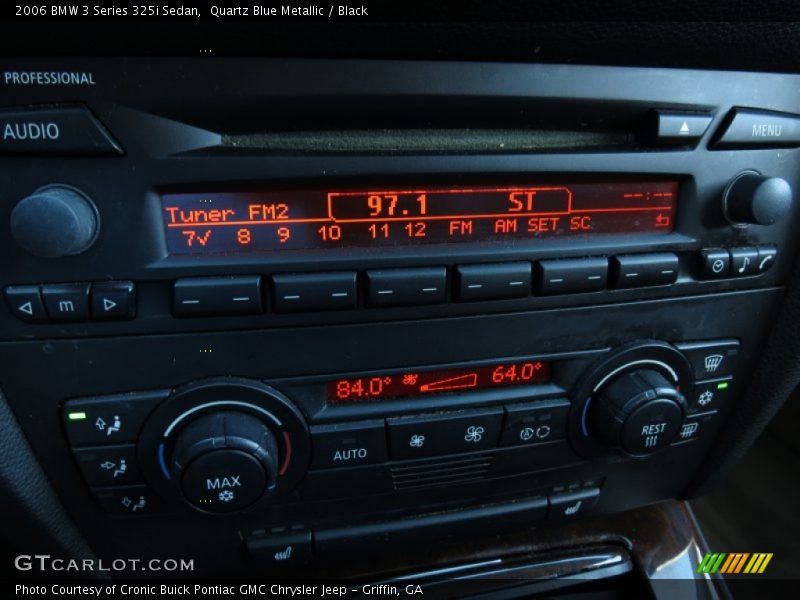 2006 BMW 3 Series 325i Sedan, Quartz Blue Metallic / Black
PROFESSIONAL
AUDIO
MENU
Tuner FM2 97.1 ST --:--
7✓ 8 9 10 11 12 FM AM SET SC
m
84.0° 64.0°
AUTO
MAX
REST
A
GTCARLOT.COM
Photo Courtesy of Cronic Buick Pontiac GMC Chrysler Jeep - Griffin, GA